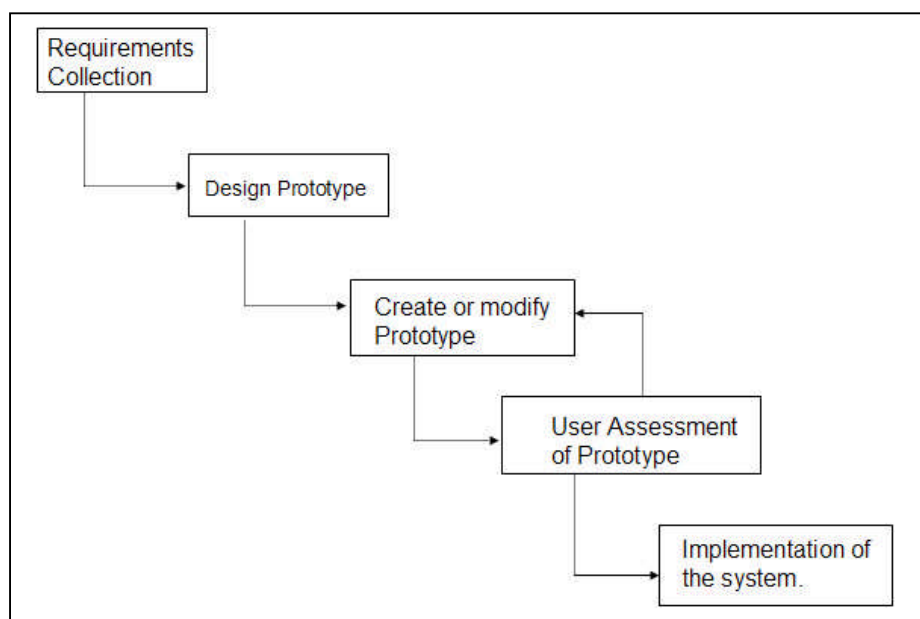 Requirements
Collection
Design Prototype
Create or modify
Prototype
User Assessment
of Prototype
Implementation of
the system.